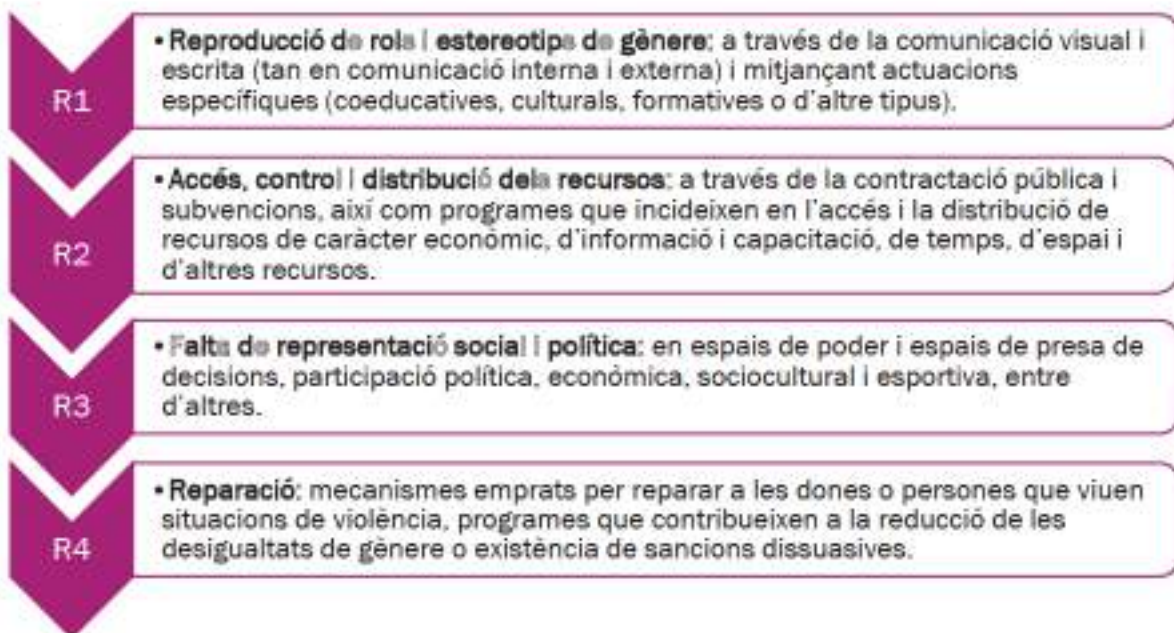 R1
• Reproducció de rols i estereotips de gènere: a través de la comunicació visual i
escrita (tan en comunicació interna i externa) i mitjançant actuacions
específiques (coeducatives, culturals, formatives o d'altre tipus).
R2
• Accés, control i distribució dels recursos: a través de la contractació pública i
subvencions, així com programes que incideixen en l'accés i la distribució de
recursos de caràcter econòmic, d'informació i capacitació, de temps, d'espai i
d'altres recursos.
R3
• Falta de representació social i política: en espais de poder i espais de presa de
decisions, participació política, econòmica, sociocultural i esportiva, entre
d'altres.
R4
• Reparació: mecanismes emprats per reparar a les dones o persones que viuen
situacions de violència, programes que contribueixen a la reducció de les
desigualtats de gènere o existència de sancions dissuasives.